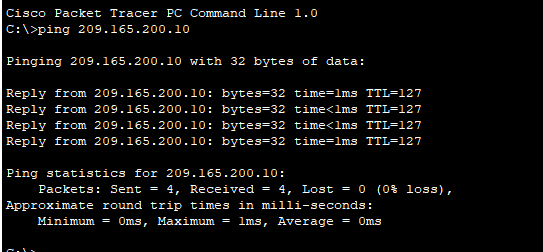 Cisco Packet Tracer PC Command Line 1.0
C:\>ping 209.165.200.10
Pinging 209.165.200.10 with 32 bytes of data:
Reply from 209.165.200.10: bytes=32 time=1ms TTL=127
Reply from 209.165.200.10: bytes=32 time<1ms TTL=127
Reply from 209.165.200.10: bytes=32 time<1ms TTL=127
Reply from 209.165.200.10: bytes=32 time=1ms TTL=127
Ping statistics for 209.165.200.10:
Packets: Sent = 4, Received = 4, Lost = 0 (0% loss),
Approximate round trip times in milli-seconds:
Minimum = 0ms, Maximum = 1ms, Average = 0ms
C:\>